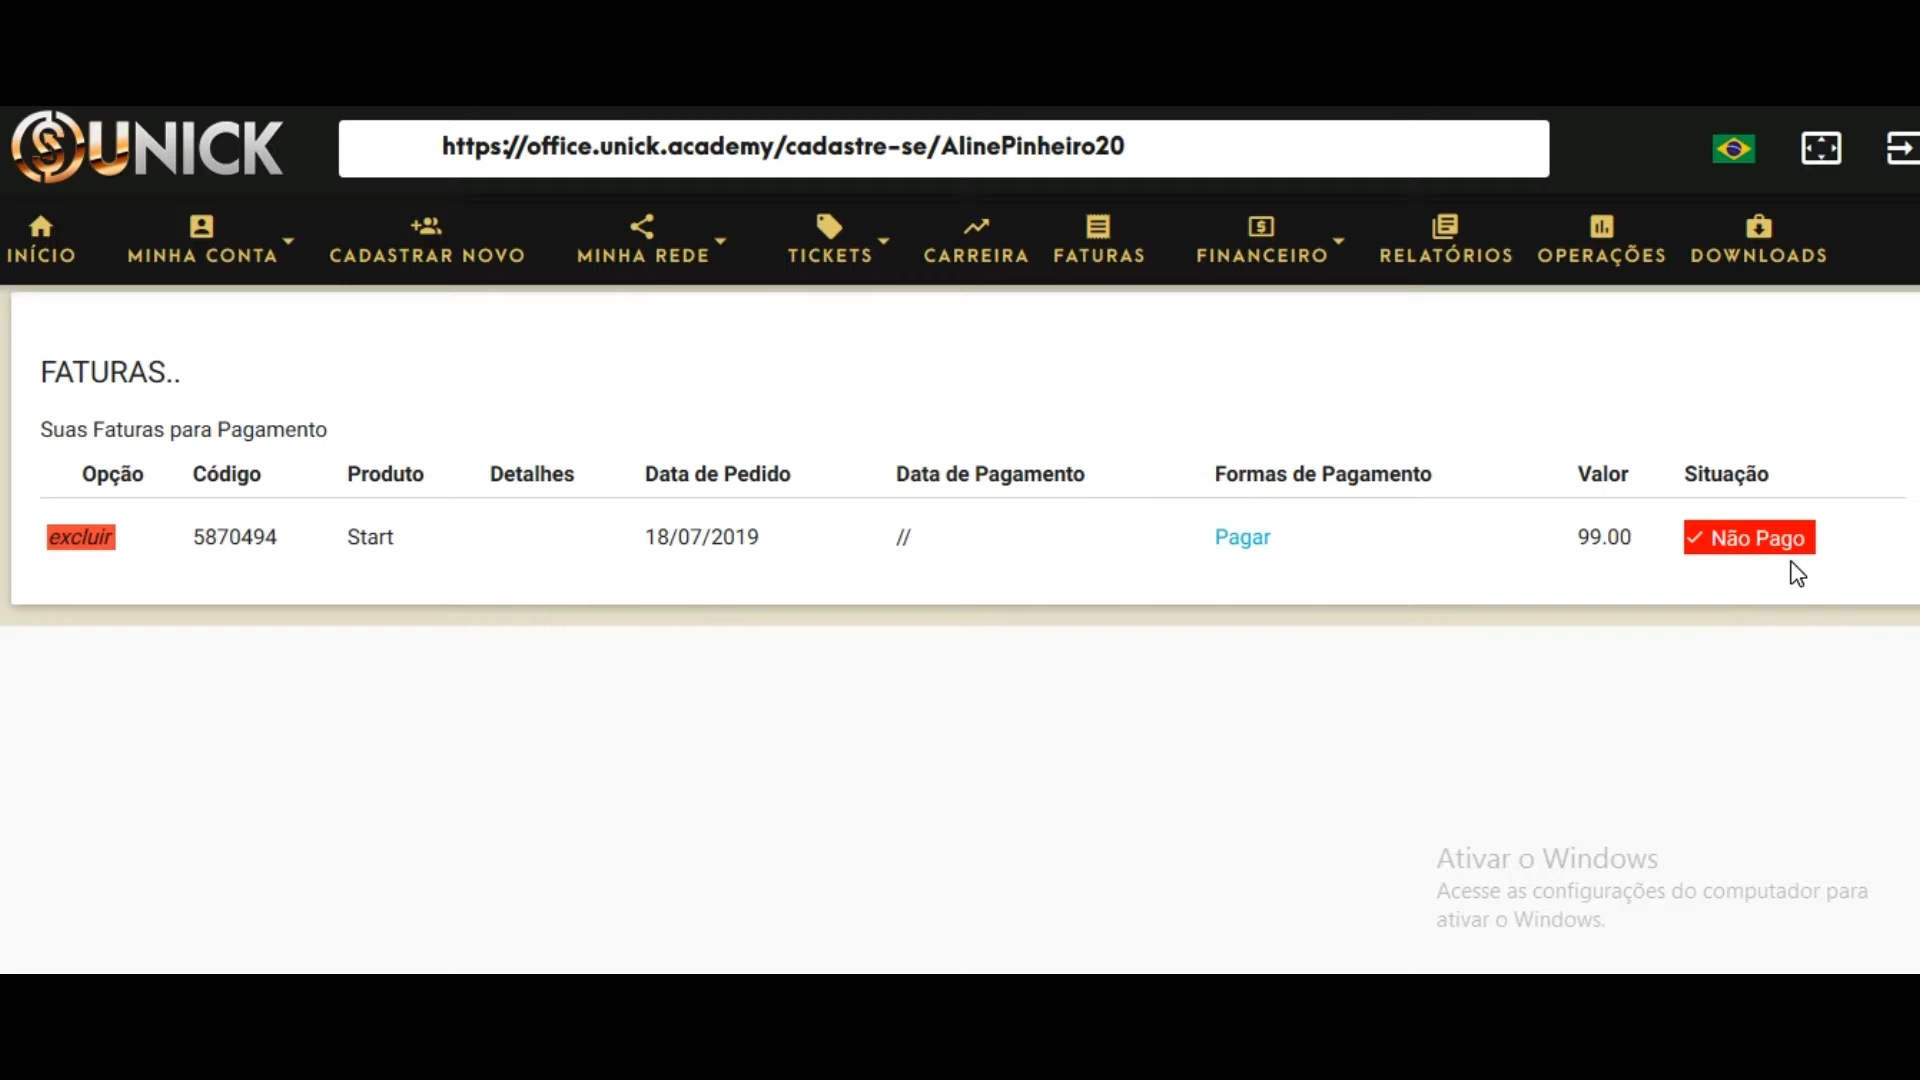 UNICK
https://office.unick.academy/cadastre-se/AlinePinheiro20
INÍCIO MINHA CONTA CADASTRAR NOVO MINHA REDE TICKETS CARREIRA FATURAS FINANCEIRO RELATÓRIOS OPERAÇÕES DOWNLOADS
FATURAS..
Suas Faturas para Pagamento
Opção Código Produto Detalhes Data de Pedido Data de Pagamento Formas de Pagamento Valor Situação
excluir 5870494 Start 18/07/2019 // Pagar 99.00 Não Pago
Ativar o Windows
Acesse as configurações do computador para
ativar o Windows.